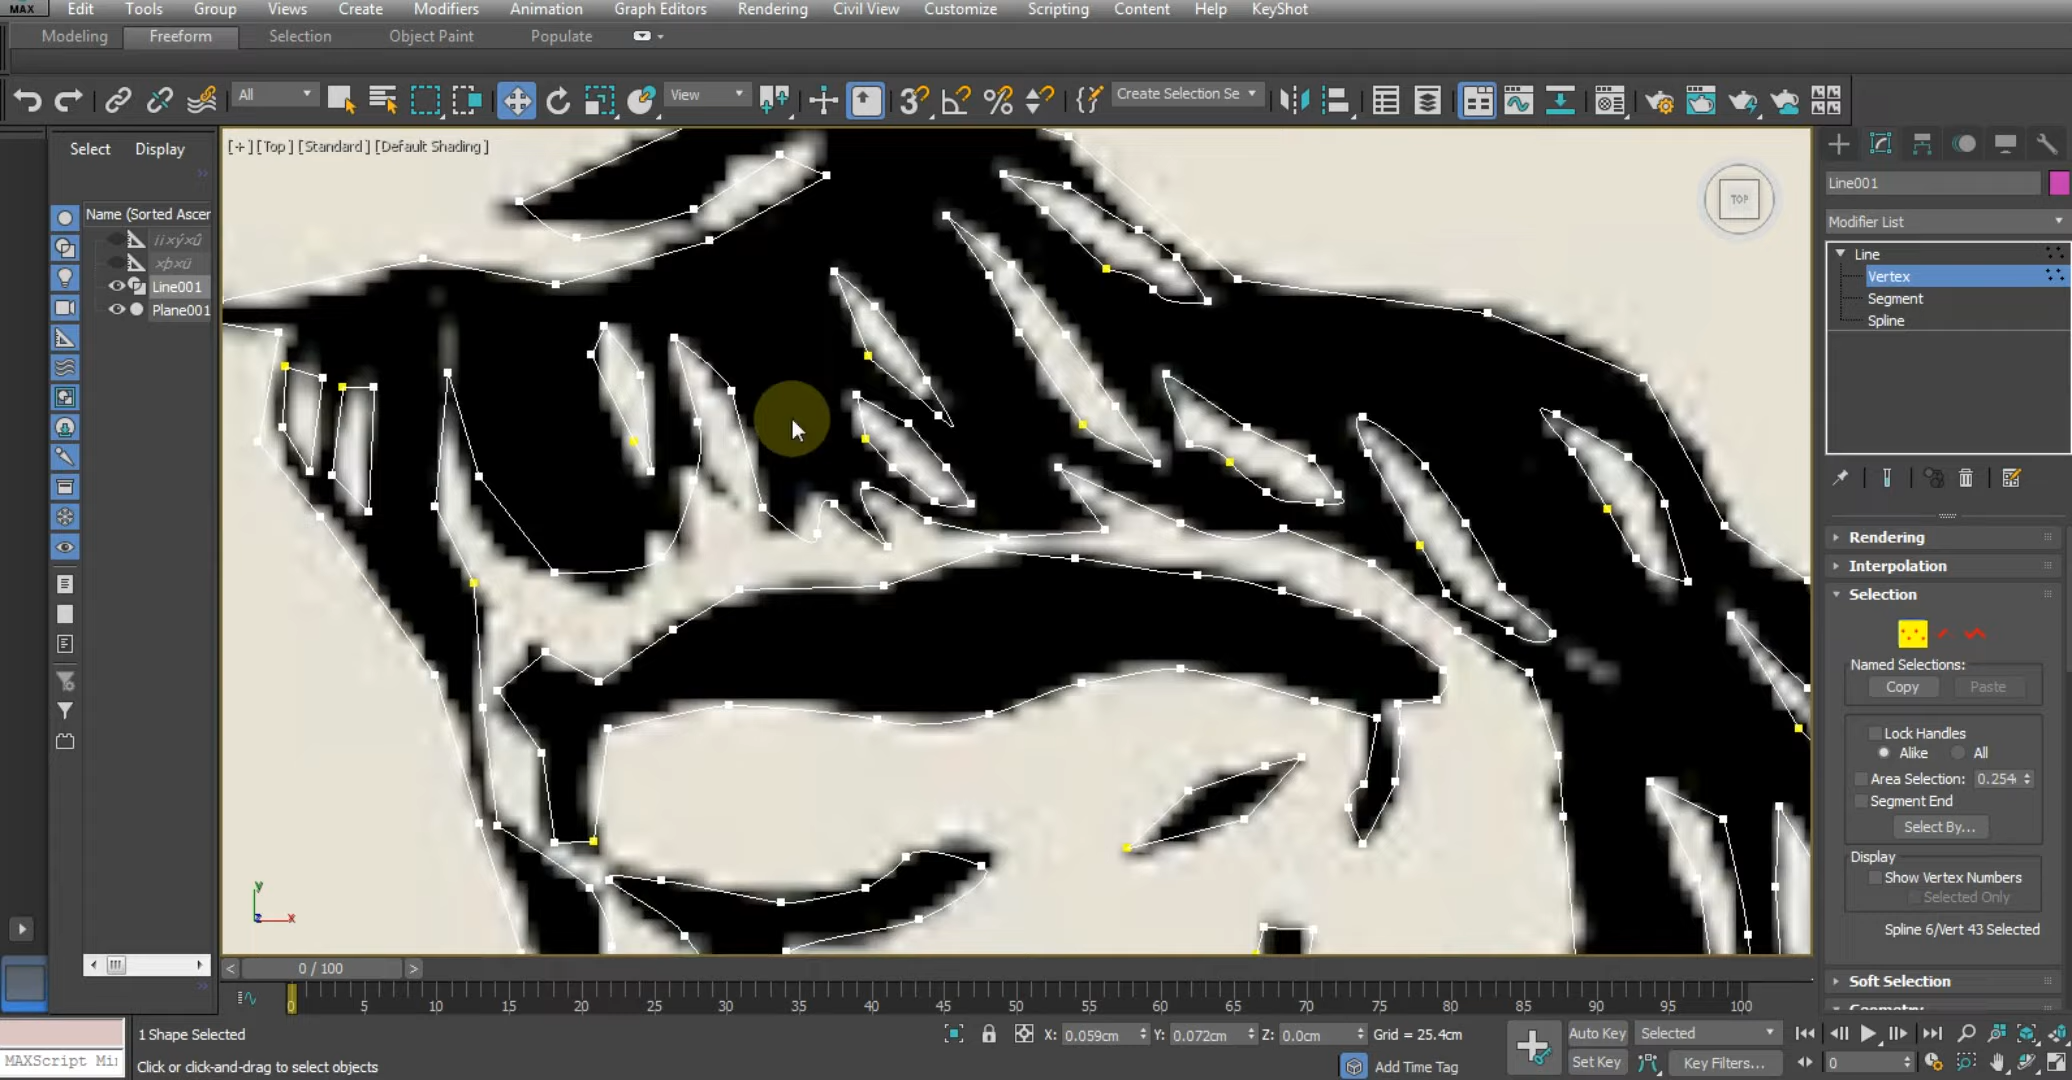 MAX Edit Tools Group Views Create Modifiers Animation Graph Editors Rendering Civil View Customize Scripting Content Help KeyShot
Modeling Freeform Selection Object Paint Populate
All View Create Selection Se
Select Display
[+] [Top] [Standard] [Default Shading]
TOP
Name (Sorted Ascer
Line001
Plane001
y
x
z
Line001
Modifier List
Line
Vertex
Segment
Spline
Rendering
Interpolation
Selection
Named Selections:
Copy Paste
Lock Handles
Alike All
Area Selection: 0.254
Segment End
Select By...
Display
Show Vertex Numbers
Selected Only
Spline 6/Vert 43 Selected
Soft Selection
Geometry
< 0 / 100 >
0 5 10 15 20 25 30 35 40 45 50 55 60 65 70 75 80 85 90 95 100
1 Shape Selected X: 0.059cm Y: 0.072cm Z: 0.0cm Grid = 25.4cm Auto Key Selected
MAXScript Mi Click or click-and-drag to select objects Add Time Tag Set Key Key Filters... 0